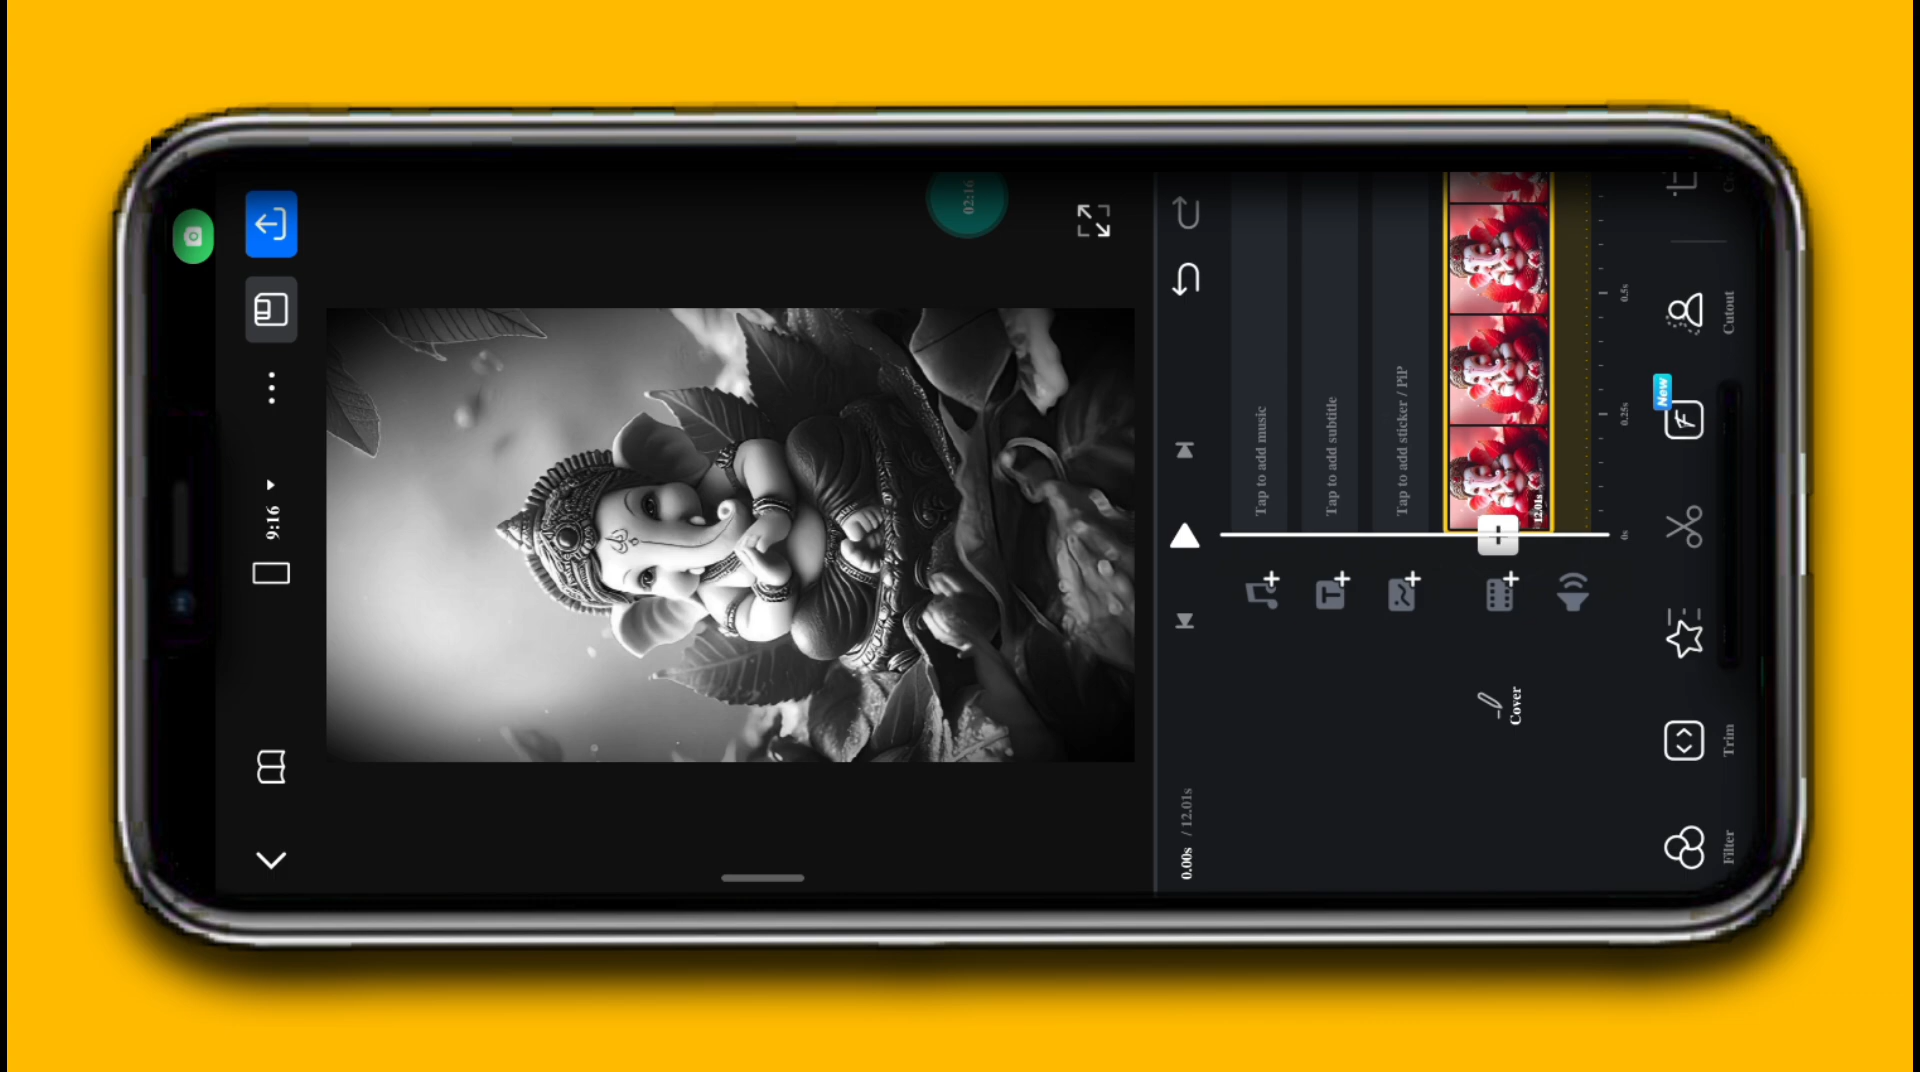 9:16
02:16
0.00s / 12.01s
Tap to add music
Tap to add subtitle
Tap to add sticker / PiP
Cover
12.01s
0s
0.25s
0.5s
New
Filter
Trim
Cutout